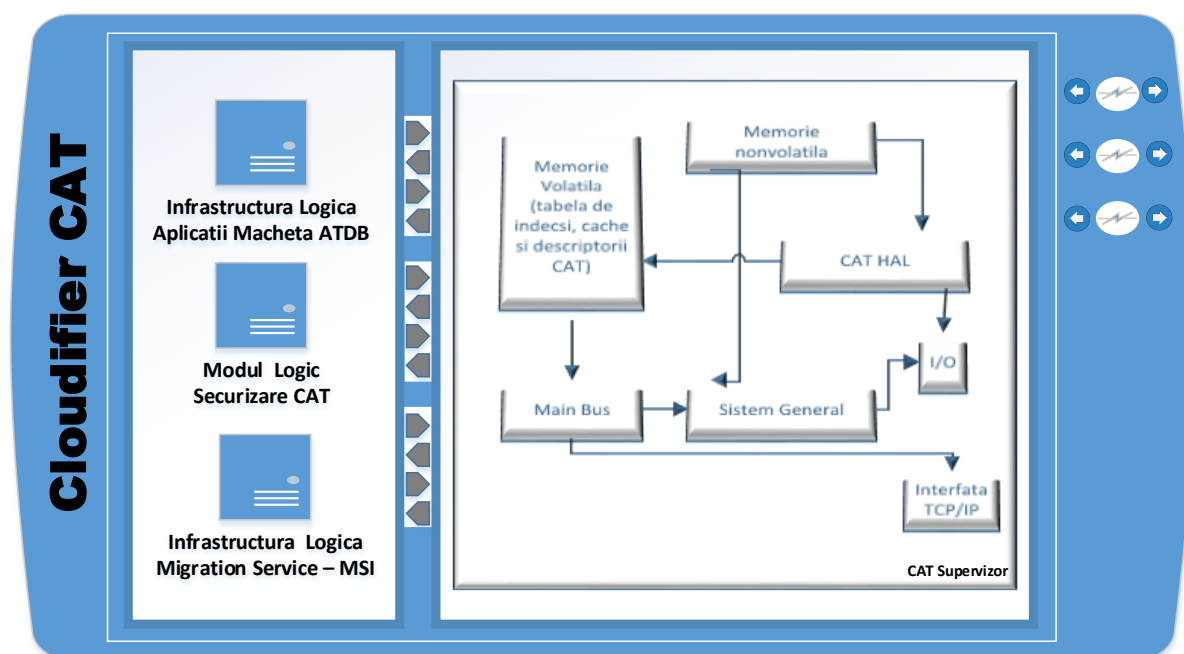 Cloudifier CAT
Infrastructura Logica
Aplicatii Macheta ATDB
Modul Logic
Securizare CAT
Infrastructura Logica
Migration Service – MSI
Memorie
Volatila
(tabela de
indecsi, cache
si descriptorii
CAT)
Memorie
nonvolatila
CAT HAL
I/O
Main Bus
Sistem General
Interfata
TCP/IP
CAT Supervizor